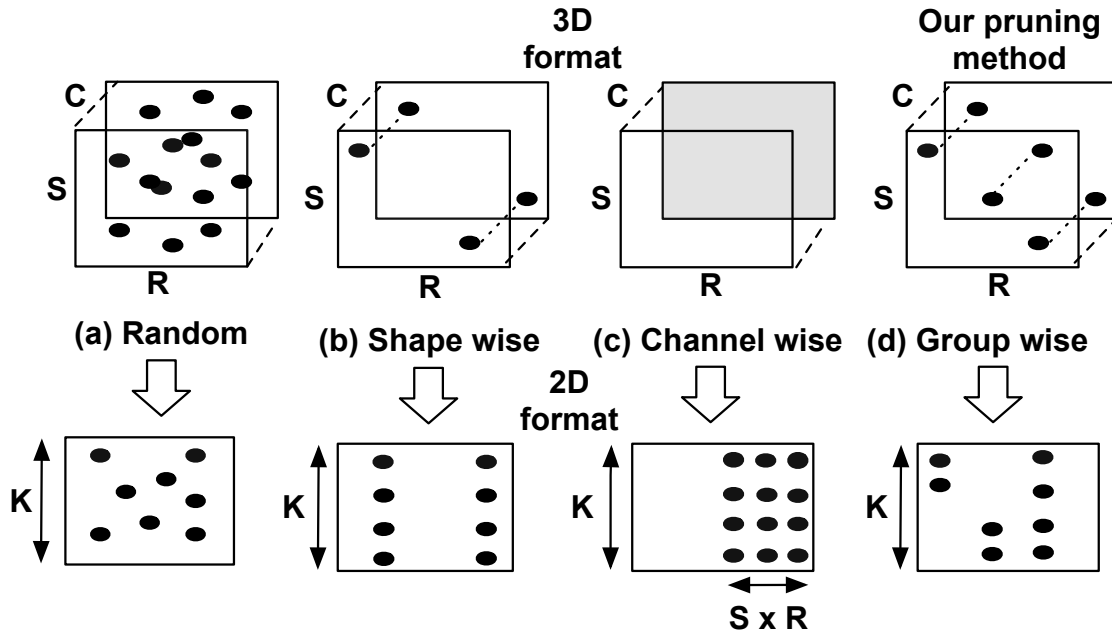 3D
format
Our pruning
method
C
S
R
C
S
R
C
S
R
C
S
R
(a) Random
(b) Shape wise
(c) Channel wise
(d) Group wise
2D
format
K
K
K
S x R
K